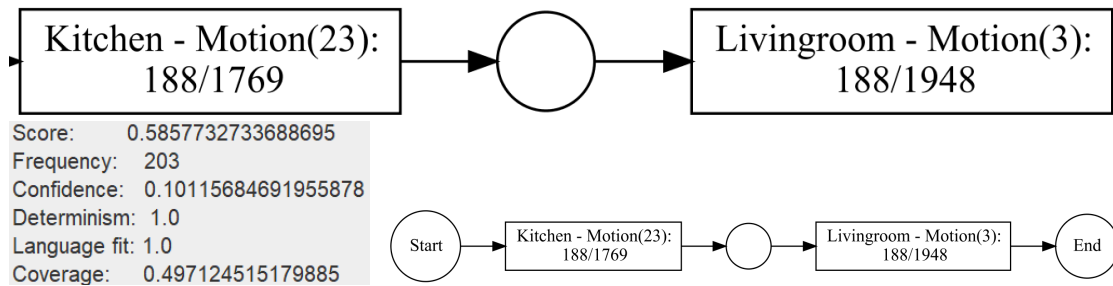 Kitchen - Motion(23):
188/1769
Livingroom - Motion(3):
188/1948
Score: 0.5857732733688695
Frequency: 203
Confidence: 0.10115684691955878
Determinism: 1.0
Language fit: 1.0
Coverage: 0.497124515179885
Start
Kitchen - Motion(23):
188/1769
Livingroom - Motion(3):
188/1948
End